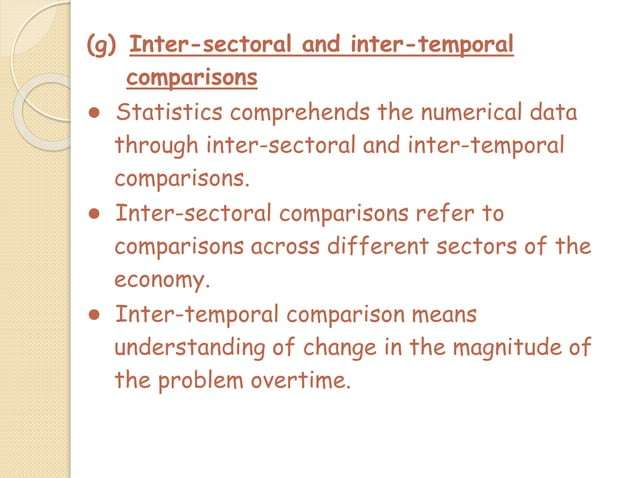 (g) Inter-sectoral and inter-temporal
comparisons
● Statistics comprehends the numerical data
through inter-sectoral and inter-temporal
comparisons.
● Inter-sectoral comparisons refer to
comparisons across different sectors of the
economy.
● Inter-temporal comparison means
understanding of change in the magnitude of
the problem overtime.